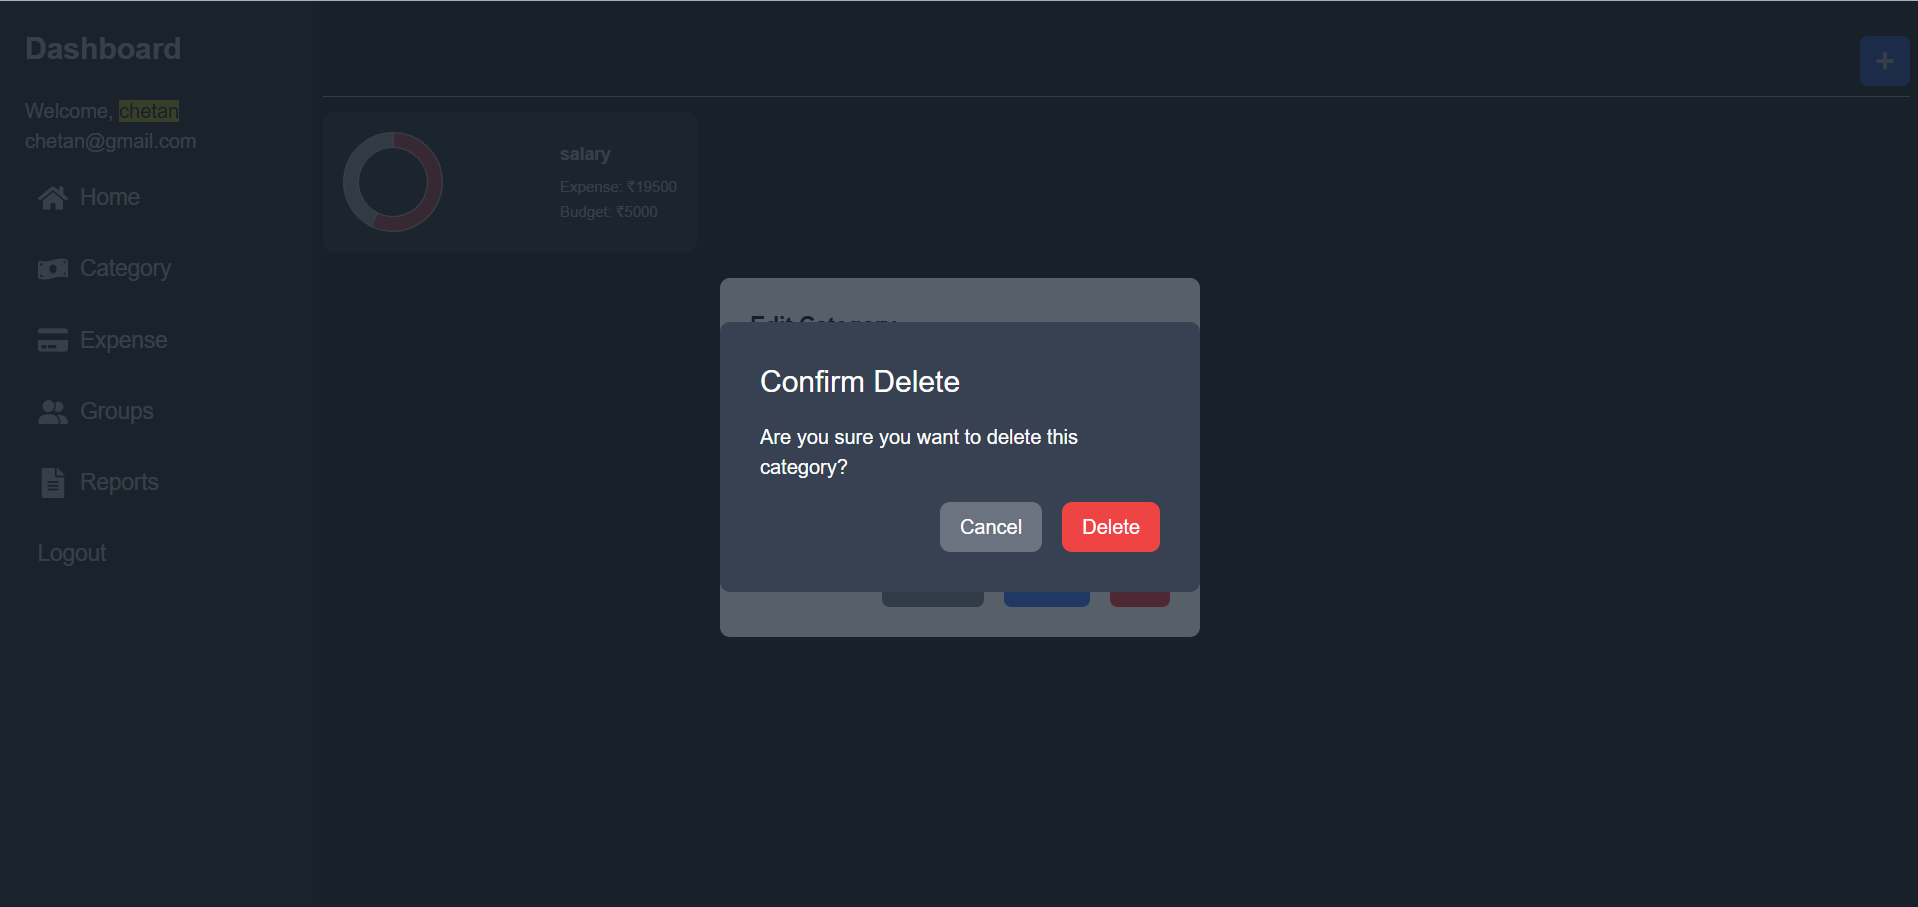 Dashboard
Welcome, chetan
chetan@gmail.com
Home
Category
Expense
Groups
Reports
Logout
salary
Expense: ₹19500
Budget: ₹5000
Edit Category
Confirm Delete
Are you sure you want to delete this
category?
Cancel
Delete